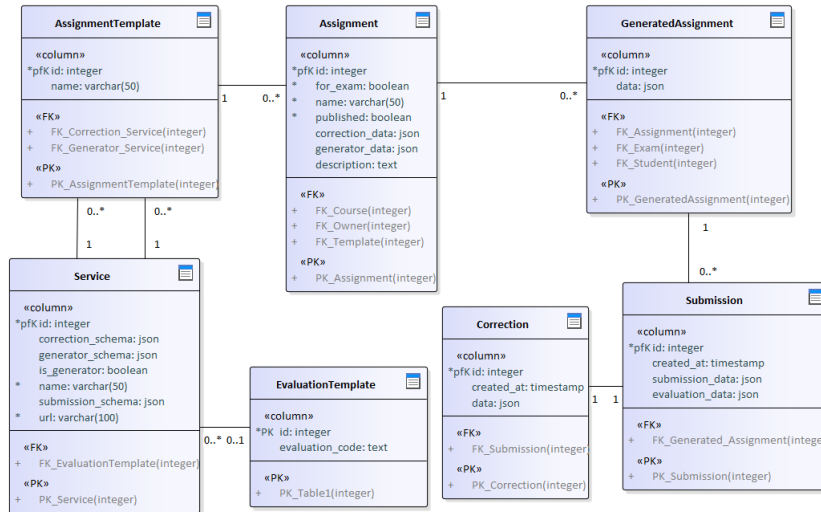 AssignmentTemplate
«column»
*pfK id: integer
name: varchar(50)
«FK»
+ FK_Correction_Service(integer)
+ FK_Generator_Service(integer)
«PK»
+ PK_AssignmentTemplate(integer)
Assignment
«column»
*pfK id: integer
* for_exam: boolean
* name: varchar(50)
* published: boolean
correction_data: json
generator_data: json
description: text
«FK»
+ FK_Course(integer)
+ FK_Owner(integer)
+ FK_Template(integer)
«PK»
+ PK_Assignment(integer)
GeneratedAssignment
«column»
*pfK id: integer
data: json
«FK»
+ FK_Assignment(integer)
+ FK_Exam(integer)
+ FK_Student(integer)
«PK»
+ PK_GeneratedAssignment(integer)
1 0..*
1 0..*
0..* 0..*
1 1
1
0..*
Service
«column»
*pfK id: integer
correction_schema: json
generator_schema: json
is_generator: boolean
* name: varchar(50)
submission_schema: json
* url: varchar(100)
«FK»
+ FK_EvaluationTemplate(integer)
«PK»
+ PK_Service(integer)
0..* 0..1
EvaluationTemplate
«column»
*PK id: integer
evaluation_code: text
«PK»
+ PK_Table1(integer)
Correction
«column»
*pfK id: integer
created_at: timestamp
data: json
«FK»
+ FK_Submission(integer)
«PK»
+ PK_Correction(integer)
1 1
Submission
«column»
*pfK id: integer
created_at: timestamp
submission_data: json
evaluation_data: json
«FK»
+ FK_Generated_Assignment(intege
«PK»
+ PK_Submission(integer)